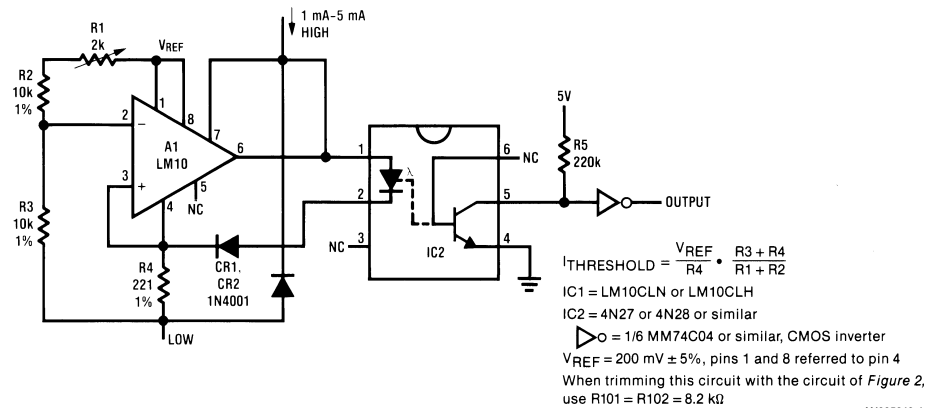 1 mA–5 mA
HIGH
R1
2k
VREF
R2
10k
1%
1
8
7
2
−
A1
LM10
6
3
+
5
NC
4
R3
10k
1%
R4
221
1%
CR1,
CR2
1N4001
LOW
1
2
NC
3
λ
6
NC
5
4
IC2
5V
R5
220k
OUTPUT
ITHRESHOLD = VREF/R4 • R3 + R4/R1 + R2
IC1 = LM10CLN or LM10CLH
IC2 = 4N27 or 4N28 or similar
= 1/6 MM74C04 or similar, CMOS inverter
VREF = 200 mV ± 5%, pins 1 and 8 referred to pin 4
When trimming this circuit with the circuit of Figure 2,
use R101 = R102 = 8.2 kΩ